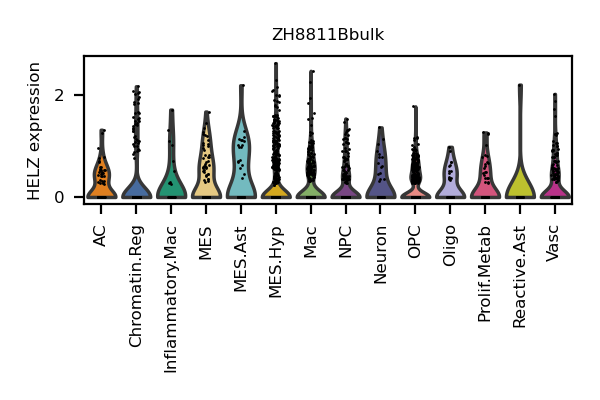 ZH8811Bbulk
HELZ expression
2
0
AC
Chromatin.Reg
Inflammatory.Mac
MES
MES.Ast
MES.Hyp
Mac
NPC
Neuron
OPC
Oligo
Prolif.Metab
Reactive.Ast
Vasc